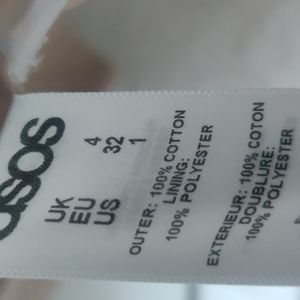 asos
UK 4
EU 32
US 1
OUTER: 100% COTTON
LINING:
100% POLYESTER
EXTERIEUR: 100% COTON
DOUBLURE:
100% POLYESTER